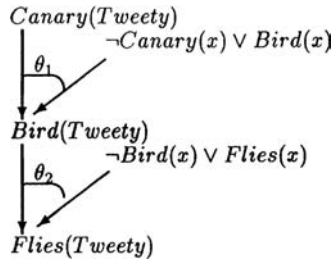 Canary(Tweety)
¬Canary(x) ∨ Bird(x)
θ₁
Bird(Tweety)
¬Bird(x) ∨ Flies(x)
θ₂
Flies(Tweety)